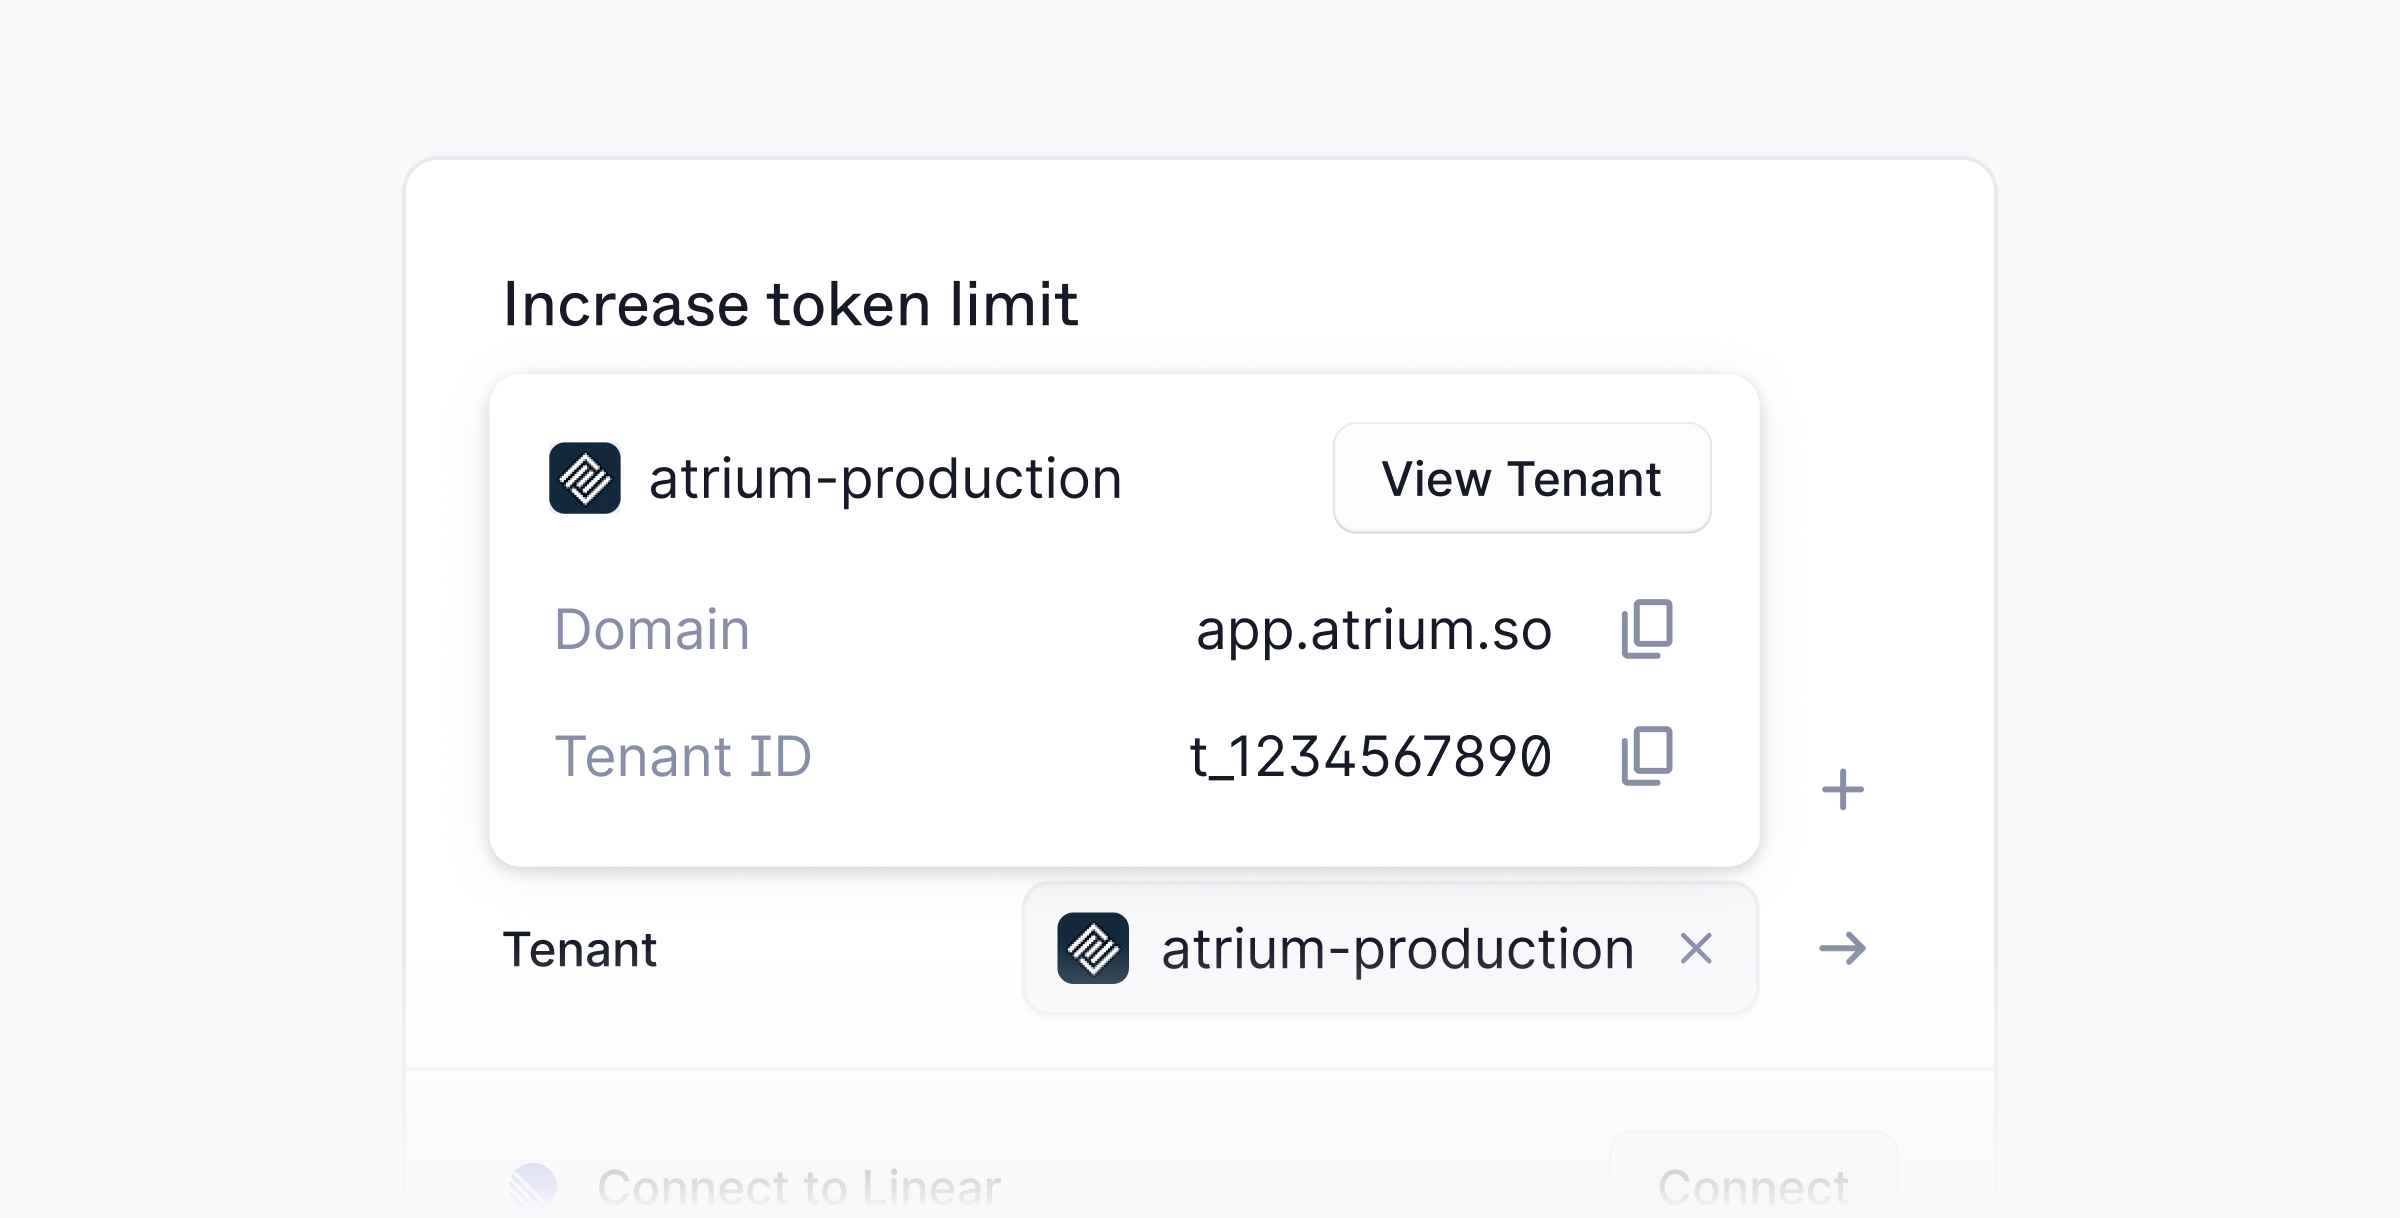 Increase token limit
atrium-production
View Tenant
Domain
app.atrium.so
Tenant ID
t_1234567890
Tenant
atrium-production
Connect to Linear
Connect